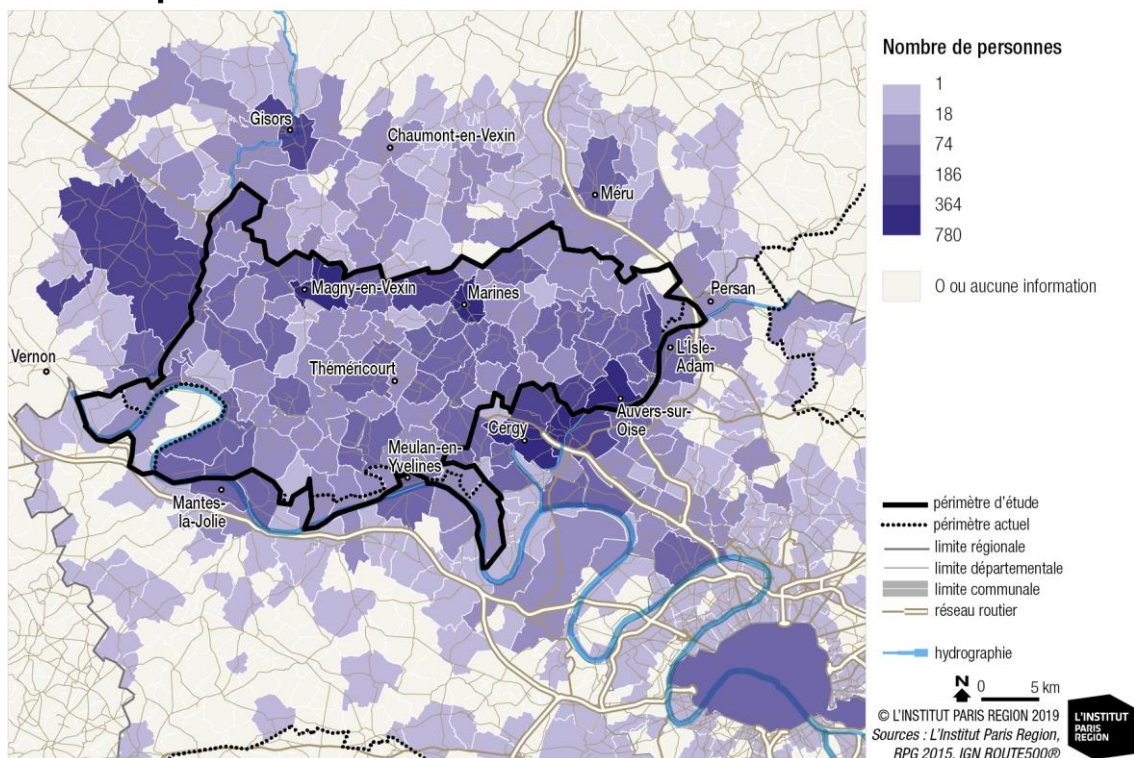 Gisors
Chaumont-en-Vexin
Méru
Magny-en-Vexin
Marines
Persan
Vernon
Théméricourt
L'Isle-
Adam
Cergy
Auvers-sur-
Oise
Meulan-en-
Yvelines
Mantes-
la-Jolie
Nombre de personnes
1
18
74
186
364
780
0 ou aucune information
périmètre d'étude
périmètre actuel
limite régionale
limite départementale
limite communale
réseau routier
hydrographie
N
0 5 km
© L'INSTITUT PARIS REGION 2019
Sources : L'Institut Paris Region,
RPG 2015, IGN ROUTE500®
L'INSTITUT
PARIS
REGION